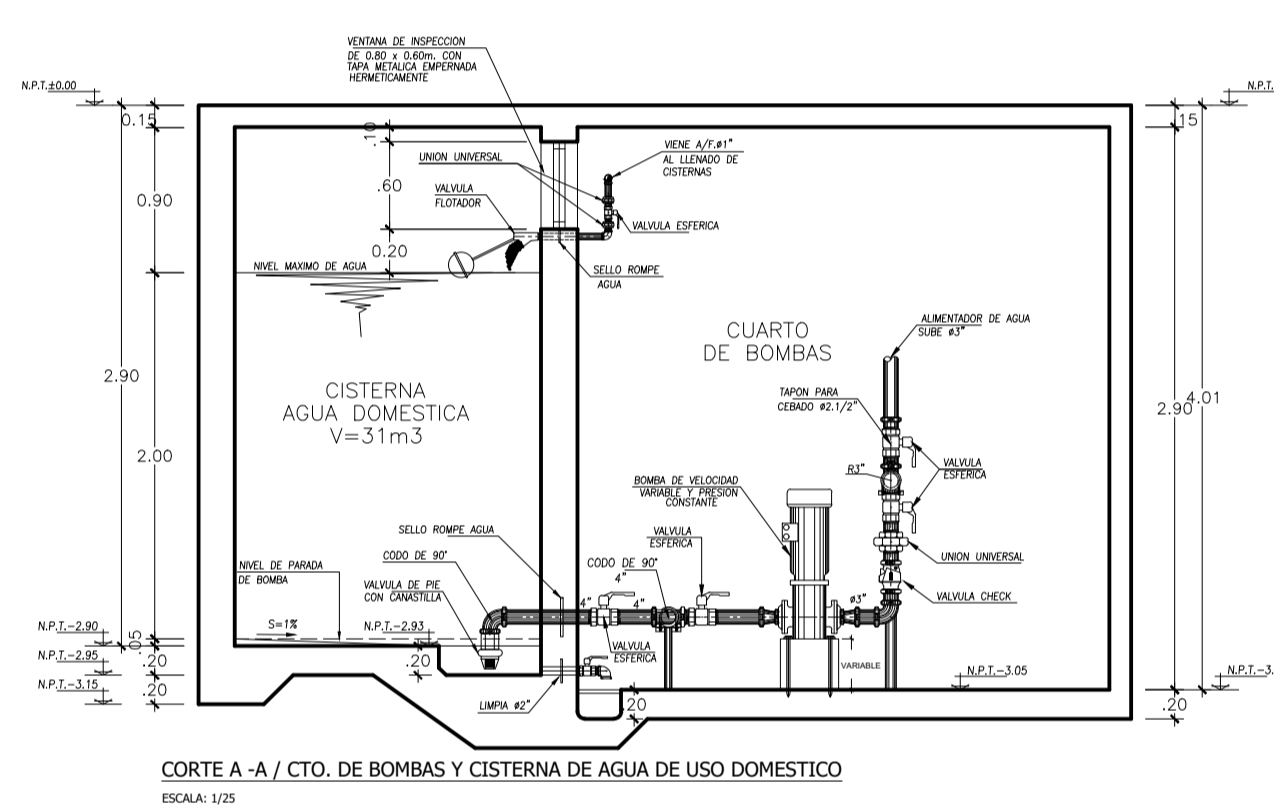 VENTANA DE INSPECCION
DE 0.80 x 0.60m. CON
TAPA METALICA EMPERNADA
HERMETICAMENTE
N.P.T.±0.00
N.P.T.
0.15
.10
.15
VIENE A/F.ø1"
AL LLENADO DE
CISTERNAS
UNION UNIVERSAL
.60
VALVULA
FLOTADOR
0.90
VALVULA ESFERICA
0.20
NIVEL MAXIMO DE AGUA
SELLO ROMPE
AGUA
CUARTO
DE BOMBAS
ALIMENTADOR DE AGUA
SUBE ø3"
2.90
CISTERNA
AGUA DOMESTICA
V=31m3
TAPON PARA
CEBADO ø2.1/2"
2.90
4.01
2.00
VALVULA
ESFERICA
R3"
BOMBA DE VELOCIDAD
VARIABLE Y PRESION
CONSTANTE
SELLO ROMPE AGUA
VALVULA
ESFERICA
CODO DE 90°
UNION UNIVERSAL
NIVEL DE PARADA
DE BOMBA
CODO DE 90°
4"
VALVULA DE PIE
CON CANASTILLA
VALVULA CHECK
4"
4"
ø3"
S=1%
N.P.T.-2.90
N.P.T.-2.93
.05
VALVULA
ESFERICA
N.P.T.-2.95
.20
.20
VARIABLE
N.P.T.-3.05
N.P.T.-3.
N.P.T.-3.15
.20
LIMPIA ø2"
.20
.20
CORTE A -A / CTO. DE BOMBAS Y CISTERNA DE AGUA DE USO DOMESTICO
ESCALA: 1/25